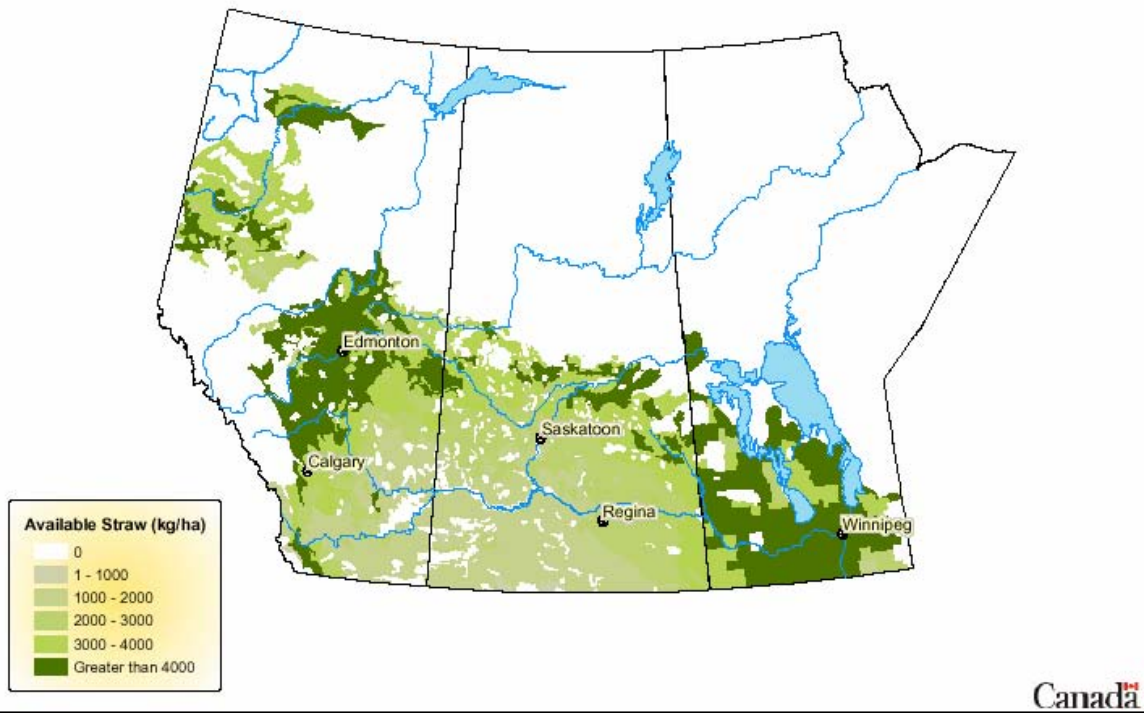 Edmonton
Saskatoon
Calgary
Regina
Winnipeg
Available Straw (kg/ha)
0
1 - 1000
1000 - 2000
2000 - 3000
3000 - 4000
Greater than 4000
Canada